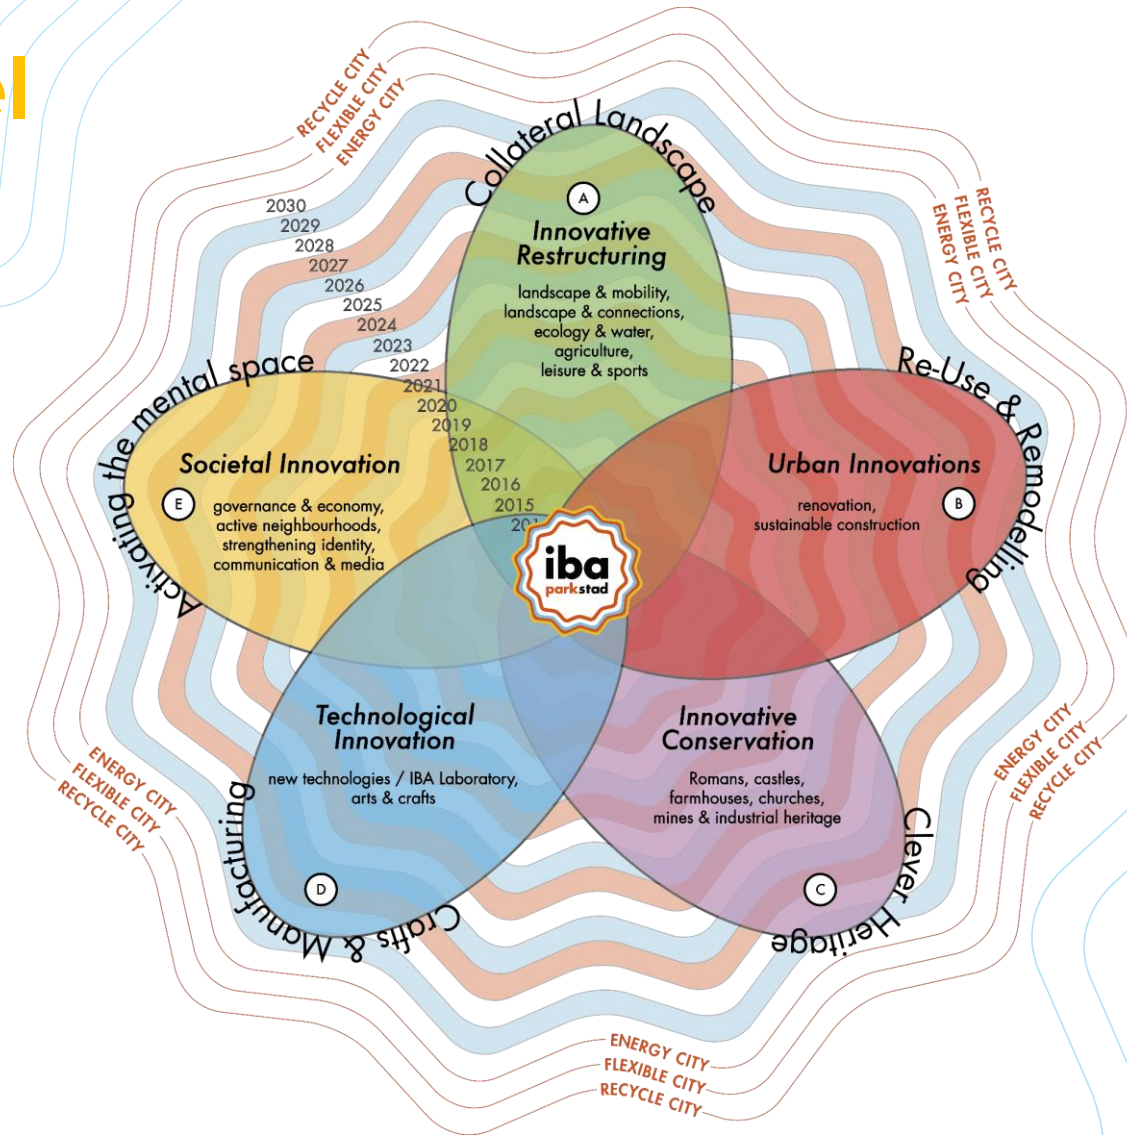 RECYCLE CITY
FLEXIBLE CITY
ENERGY CITY
RECYCLE CITY
FLEXIBLE CITY
ENERGY CITY
Collateral Landscape
A
Innovative
Restructuring
landscape & mobility,
landscape & connections,
ecology & water,
agriculture,
leisure & sports
2030
2029
2028
2027
2026
2025
2024
2023
2022
2021
2020
2019
2018
2017
2016
2015
Activating the mental space
Societal Innovation
E
governance & economy,
active neighbourhoods,
strengthening identity,
communication & media
Re-Use & Remodelling
Urban Innovations
B
renovation,
sustainable construction
iba
parkstad
Technological
Innovation
new technologies / IBA Laboratory,
arts & crafts
D
Crafts & Manufacturing
Innovative
Conservation
Romans, castles,
farmhouses, churches,
mines & industrial heritage
C
Clever Heritage
ENERGY CITY
FLEXIBLE CITY
RECYCLE CITY
ENERGY CITY
FLEXIBLE CITY
RECYCLE CITY
ENERGY CITY
FLEXIBLE CITY
RECYCLE CITY